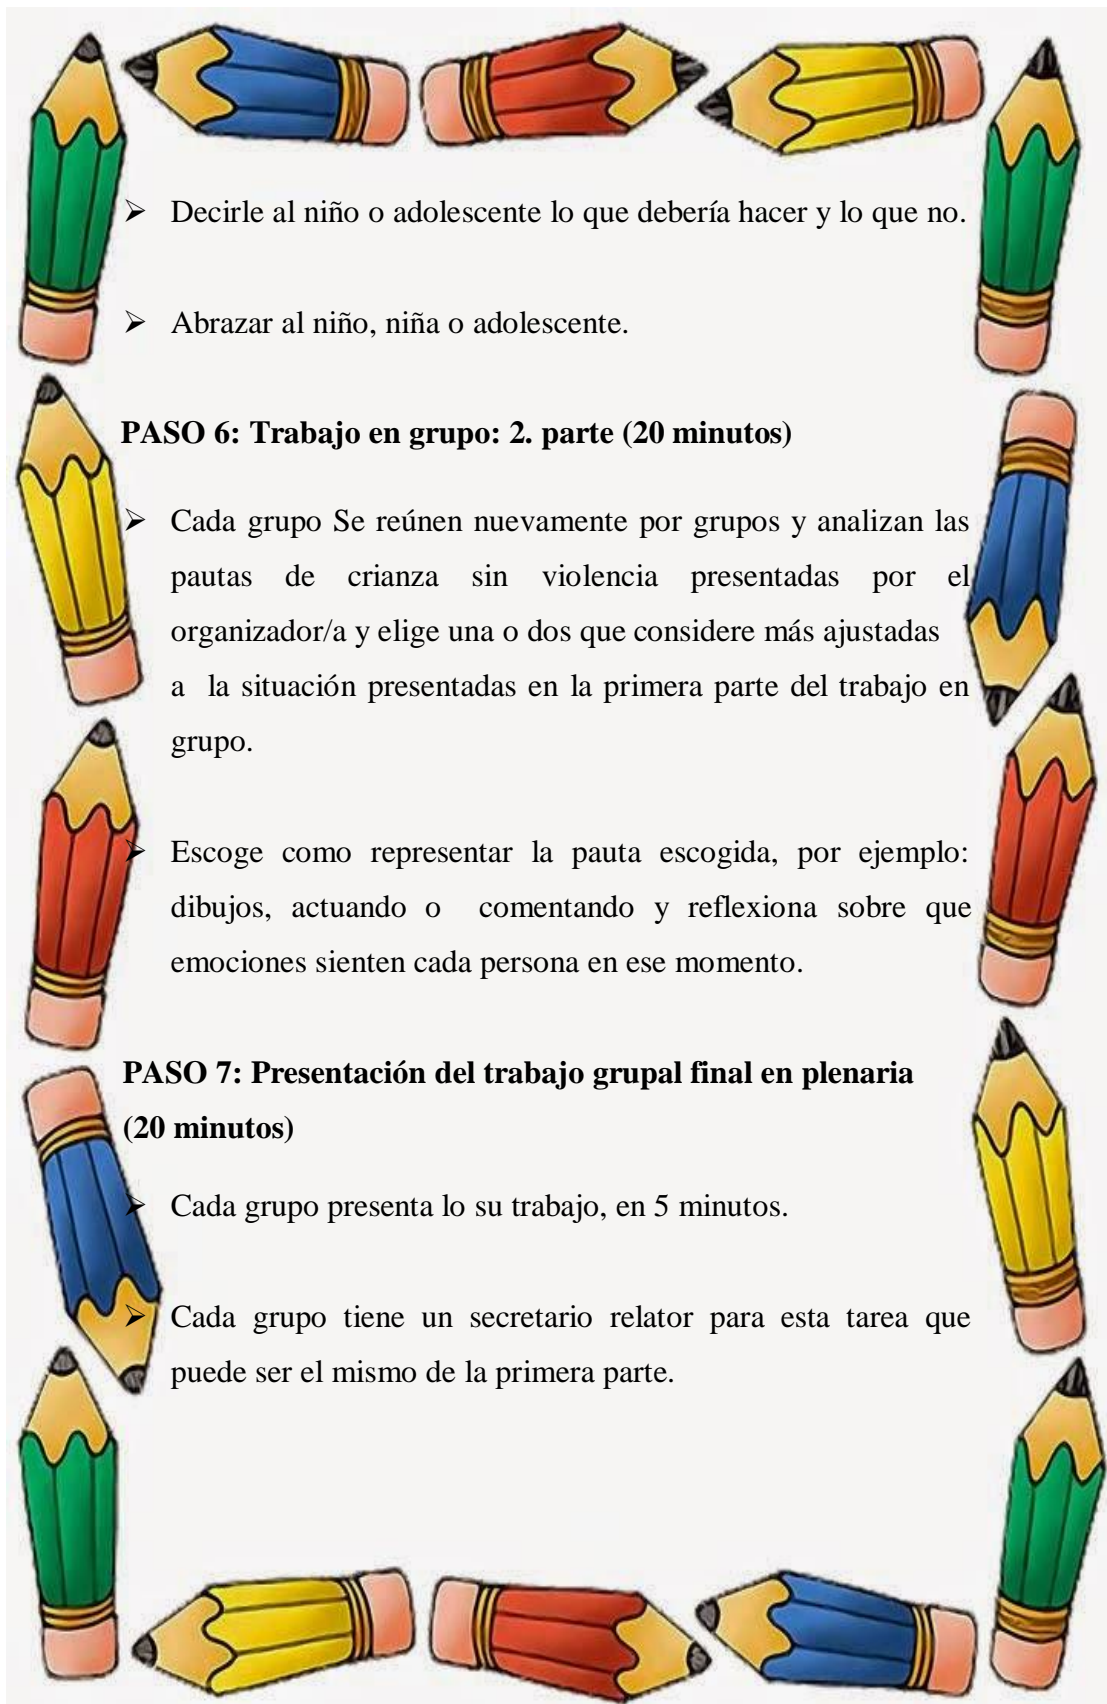 ➢ Decirle al niño o adolescente lo que debería hacer y lo que no.
➢ Abrazar al niño, niña o adolescente.
PASO 6: Trabajo en grupo: 2. parte (20 minutos)
➢ Cada grupo Se reúnen nuevamente por grupos y analizan las
pautas de crianza sin violencia presentadas por el
organizador/a y elige una o dos que considere más ajustadas
a la situación presentadas en la primera parte del trabajo en
grupo.
➢ Escoge como representar la pauta escogida, por ejemplo:
dibujos, actuando o comentando y reflexiona sobre que
emociones sienten cada persona en ese momento.
PASO 7: Presentación del trabajo grupal final en plenaria
(20 minutos)
➢ Cada grupo presenta lo su trabajo, en 5 minutos.
➢ Cada grupo tiene un secretario relator para esta tarea que
puede ser el mismo de la primera parte.